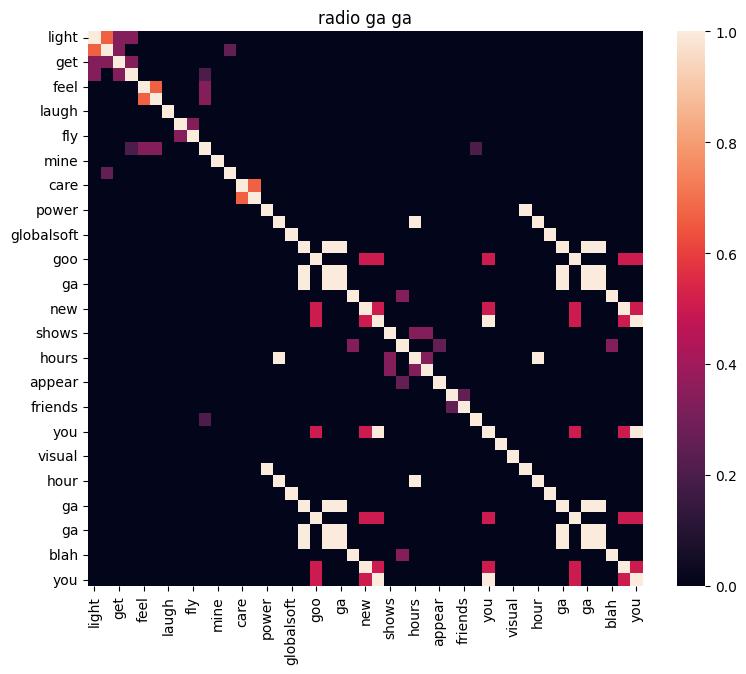 radio ga ga
light
get
feel
laugh
fly
mine
care
power
globalsoft
goo
ga
new
shows
hours
appear
friends
you
visual
hour
ga
ga
blah
you
1.0
0.8
0.6
0.4
0.2
0.0
light
get
feel
laugh
fly
mine
care
power
globalsoft
goo
ga
new
shows
hours
appear
friends
you
visual
hour
ga
ga
blah
you